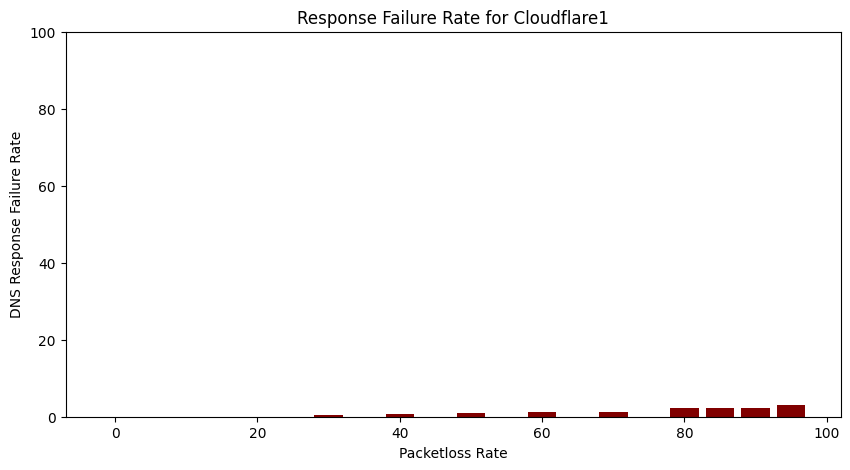 Response Failure Rate for Cloudflare1
100
80
60
40
20
0
DNS Response Failure Rate
0 20 40 60 80 100
Packetloss Rate